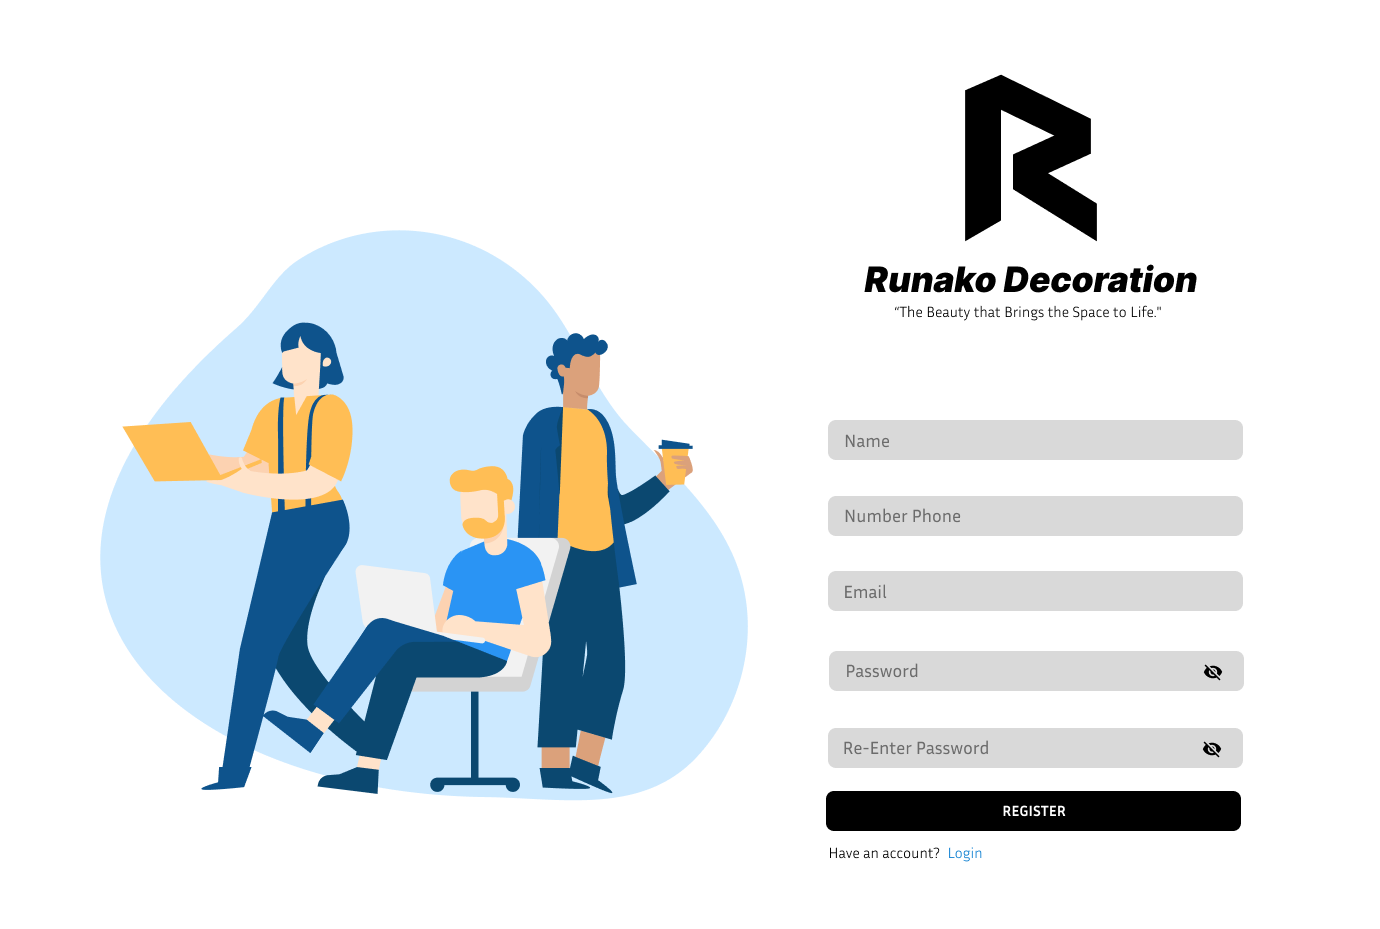 Runako Decoration
“The Beauty that Brings the Space to Life."
Name
Number Phone
Email
Password
Re-Enter Password
REGISTER
Have an account? Login